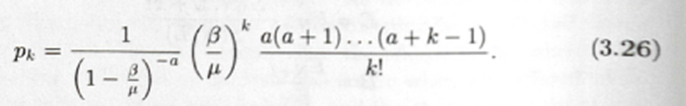 p_k = \frac{1}{\left(1 - \frac{\beta}{\mu}\right)^{-a}} \left(\frac{\beta}{\mu}\right)^k \frac{a(a+1)\ldots(a+k-1)}{k!}. (3.26)